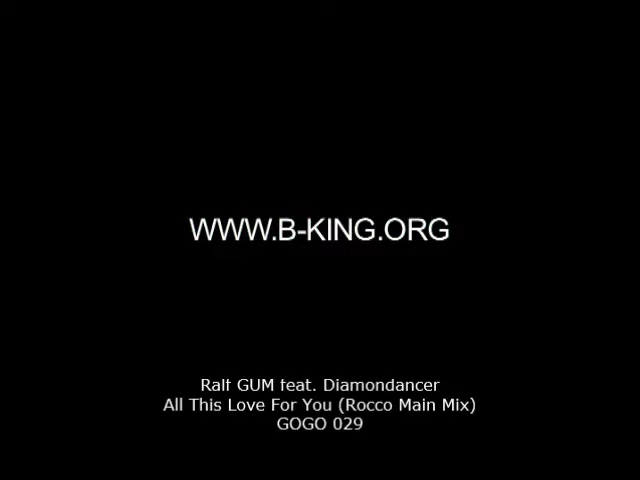 WWW.B-KING.ORG
Ralf GUM feat. Diamondancer
All This Love For You (Rocco Main Mix)
GOGO 029